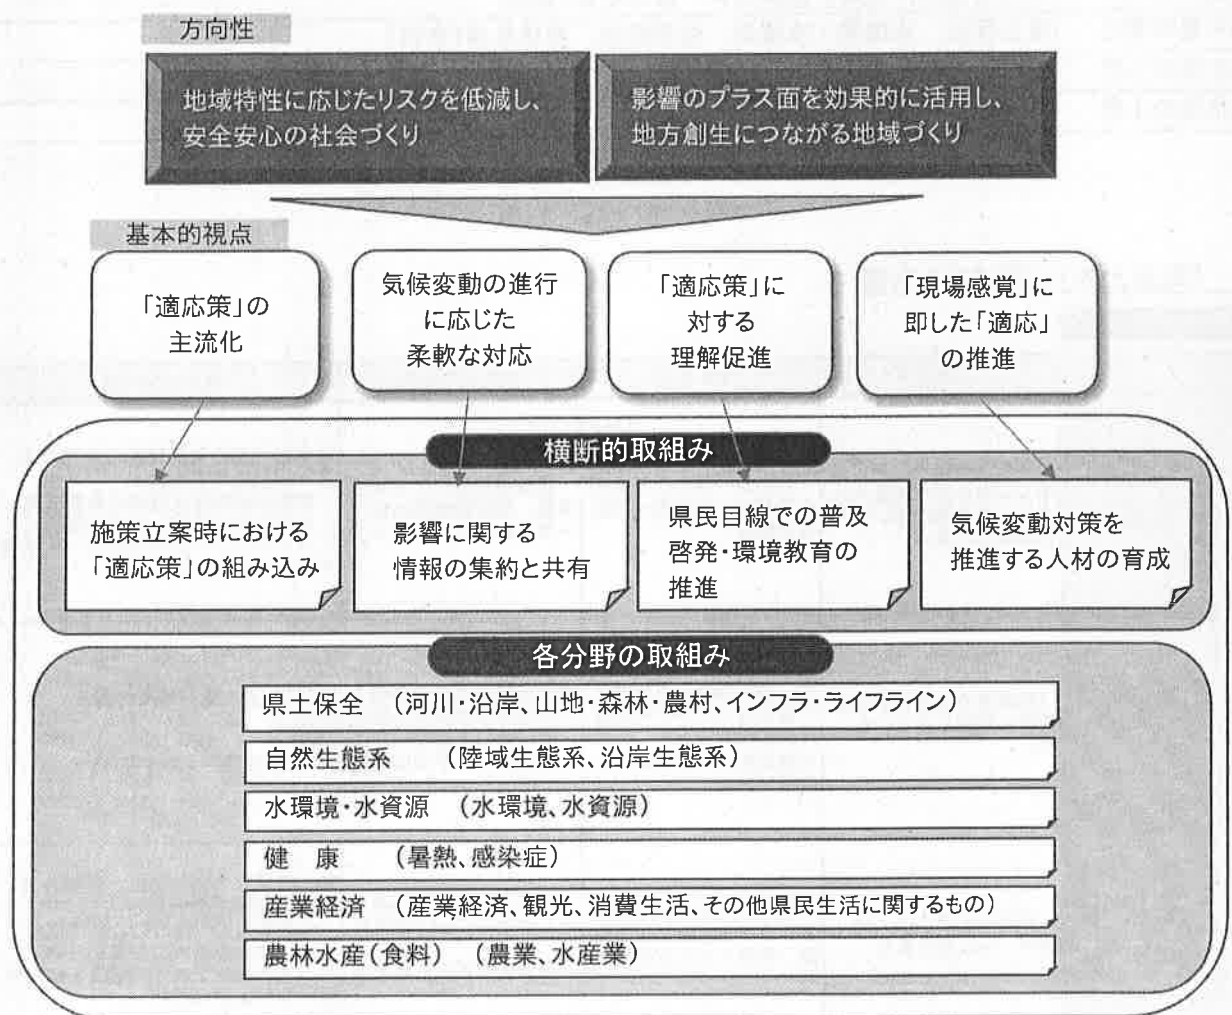 方向性
地域特性に応じたリスクを低減し、
安全安心の社会づくり
影響のプラス面を効果的に活用し、
地方創生につながる地域づくり
基本的視点
「適応策」の
主流化
気候変動の進行
に応じた
柔軟な対応
「適応策」に
対する
理解促進
「現場感覚」に
即した「適応」
の推進
横断的取組み
施策立案時における
「適応策」の組み込み
影響に関する
情報の集約と共有
県民目線での普及
啓発・環境教育の
推進
気候変動対策を
推進する人材の育成
各分野の取組み
県土保全 （河川・沿岸、山地・森林・農村、インフラ・ライフライン）
自然生態系 （陸域生態系、沿岸生態系）
水環境・水資源 （水環境、水資源）
健 康 （暑熱、感染症）
産業経済 （産業経済、観光、消費生活、その他県民生活に関するもの）
農林水産（食料） （農業、水産業）